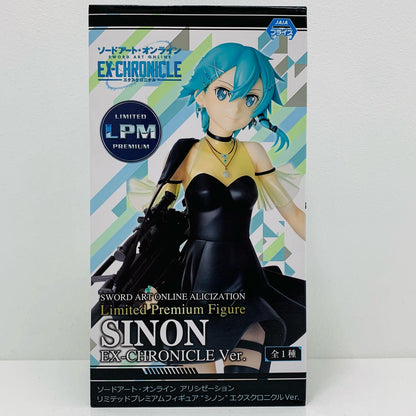 ソードアート・オンライン
SWORD ART ONLINE
EX-CHRONICLE
エクスクロニクル
LIMITED
LPM
PREMIUM
JAIA
プライズ
SWORD ART ONLINE ALICIZATION
Limited Premium Figure
SINON
EX-CHRONICLE Ver.
全1種
ソードアート・オンライン アリシゼーション
リミテッドプレミアムフィギュア“シノン”エクスクロニクルVer.